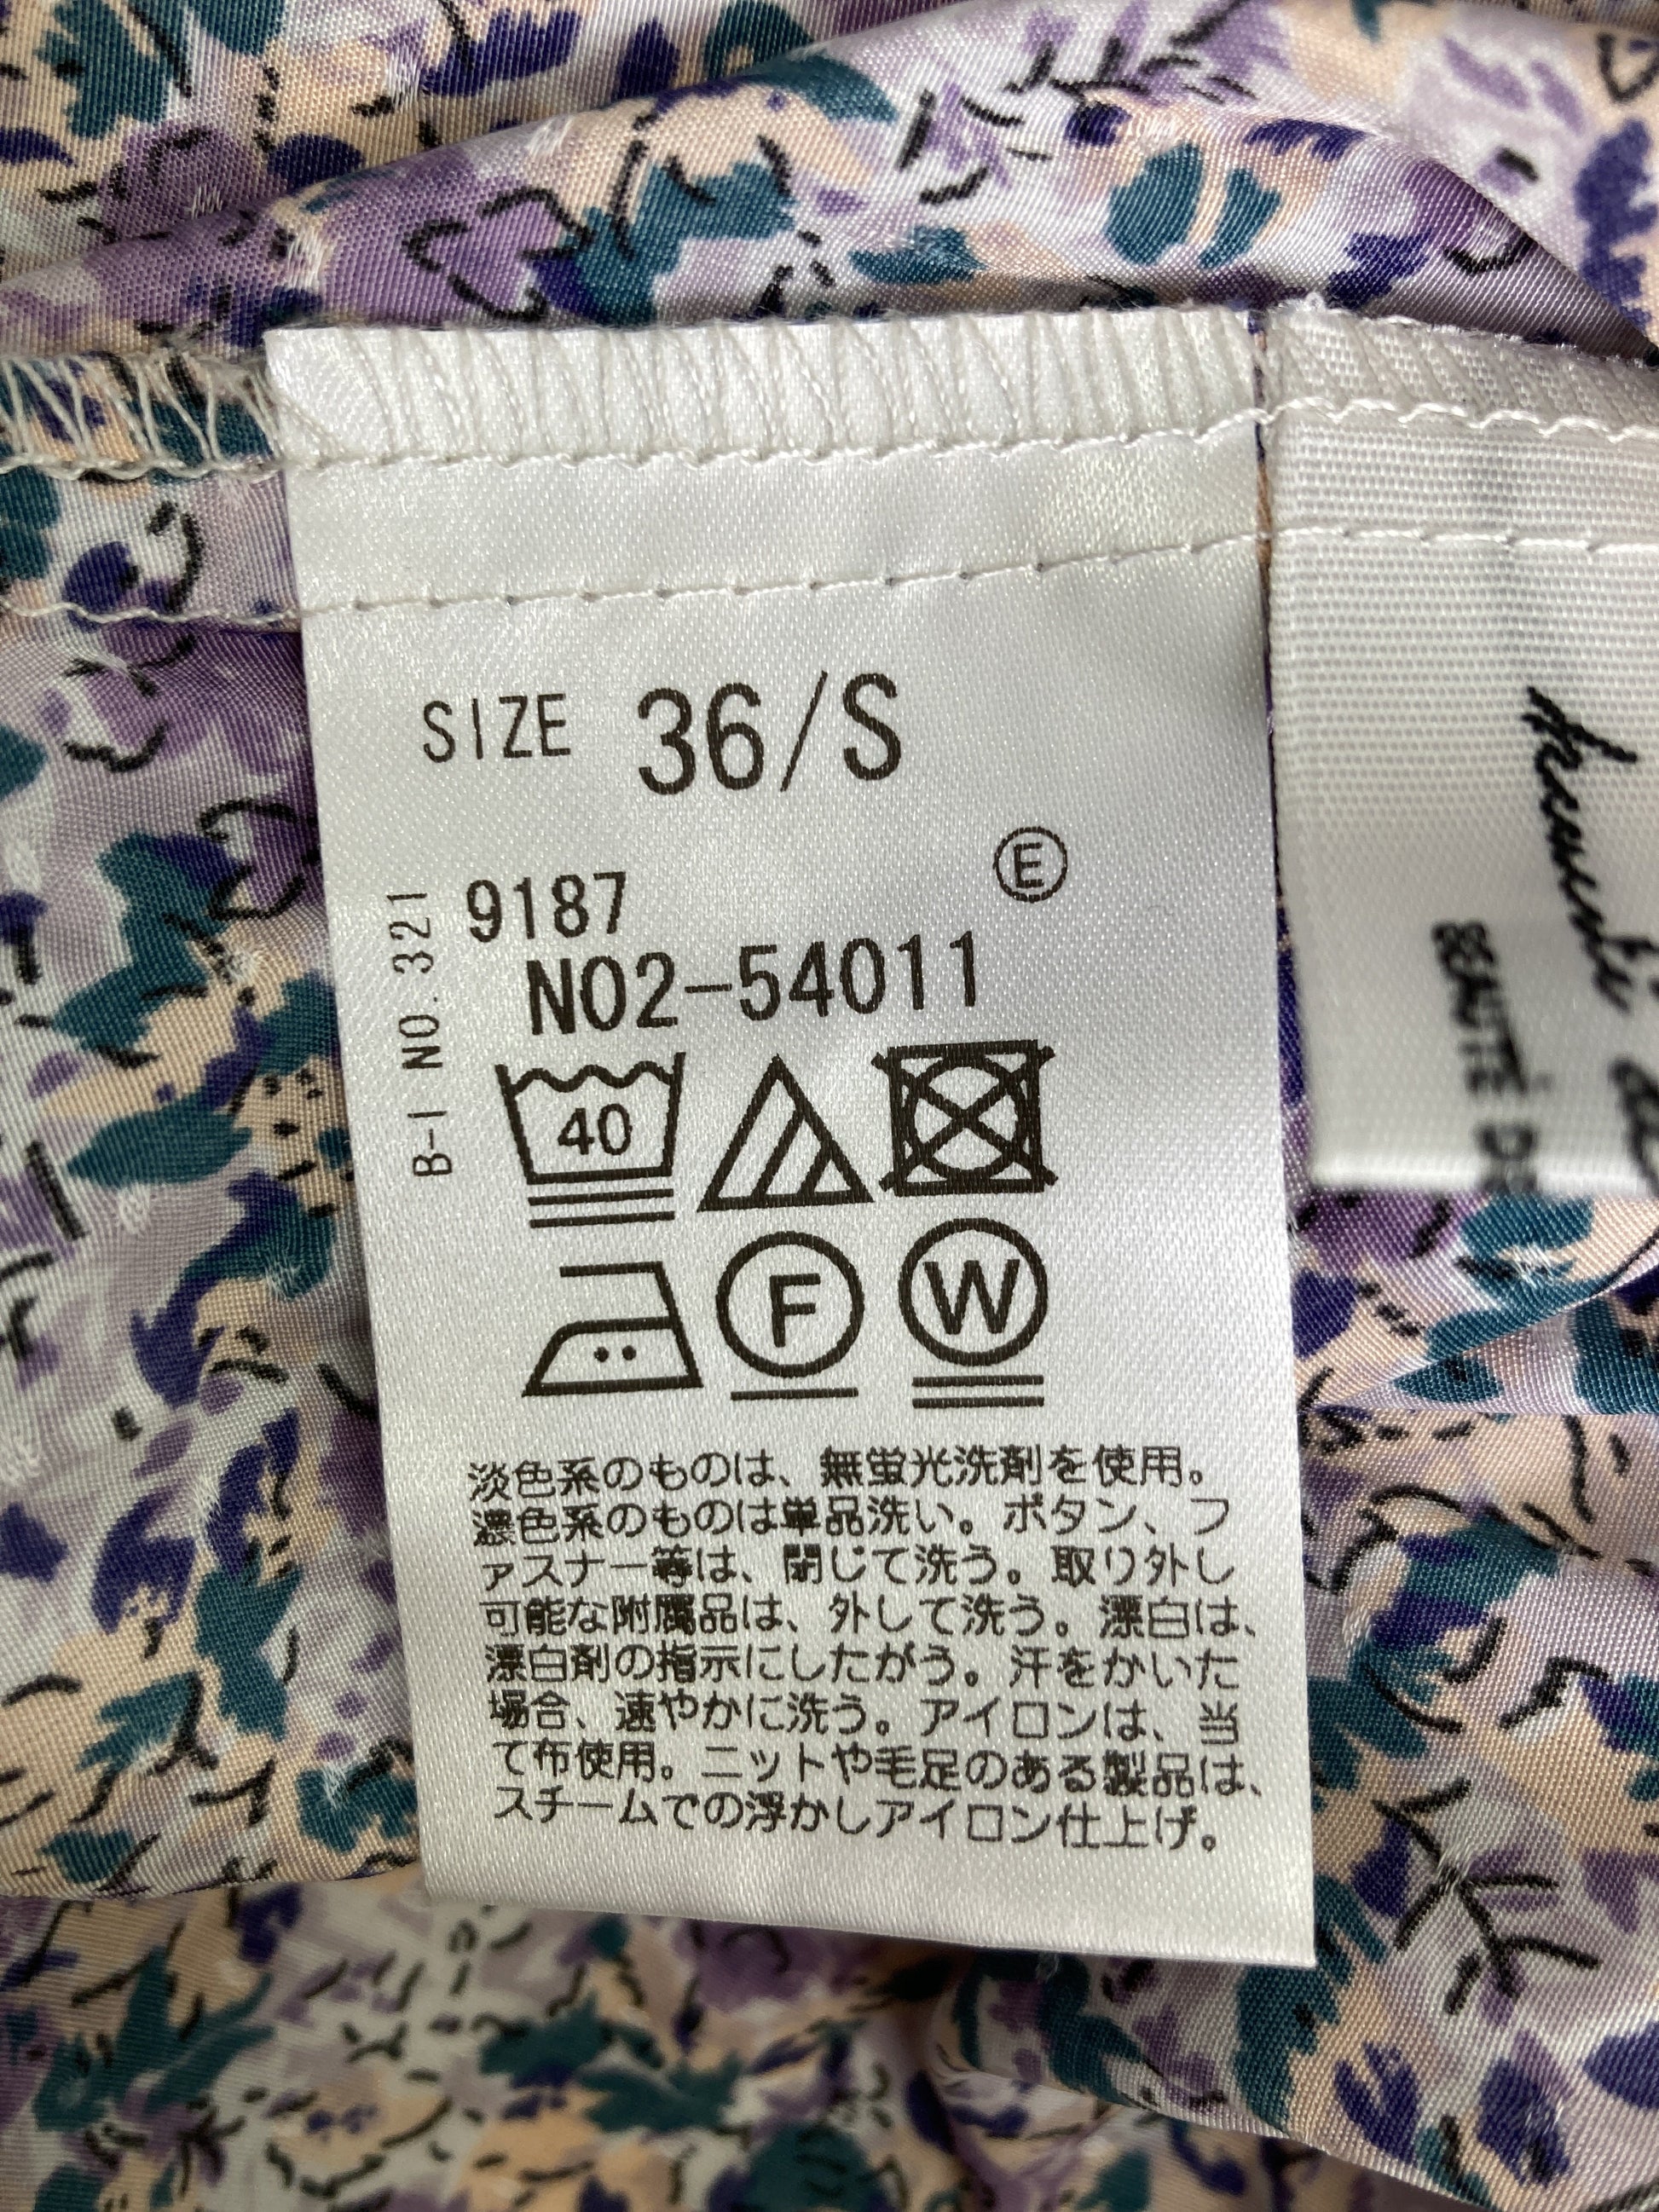 SIZE 36/S
E
9187
N02-54011
B-1 NO.321
40
F
W
淡色系のものは、無蛍光洗剤を使用。
濃色系のものは単品洗い。ボタン、フ
ァスナー等は、閉じて洗う。取り外し
可能な附属品は、外して洗う。漂白は、
漂白剤の指示にしたがう。汗をかいた
場合、速やかに洗う。アイロンは、当
て布使用。ニットや毛足のある製品は、
スチームでの浮かしアイロン仕上げ。
BEAUTÉ